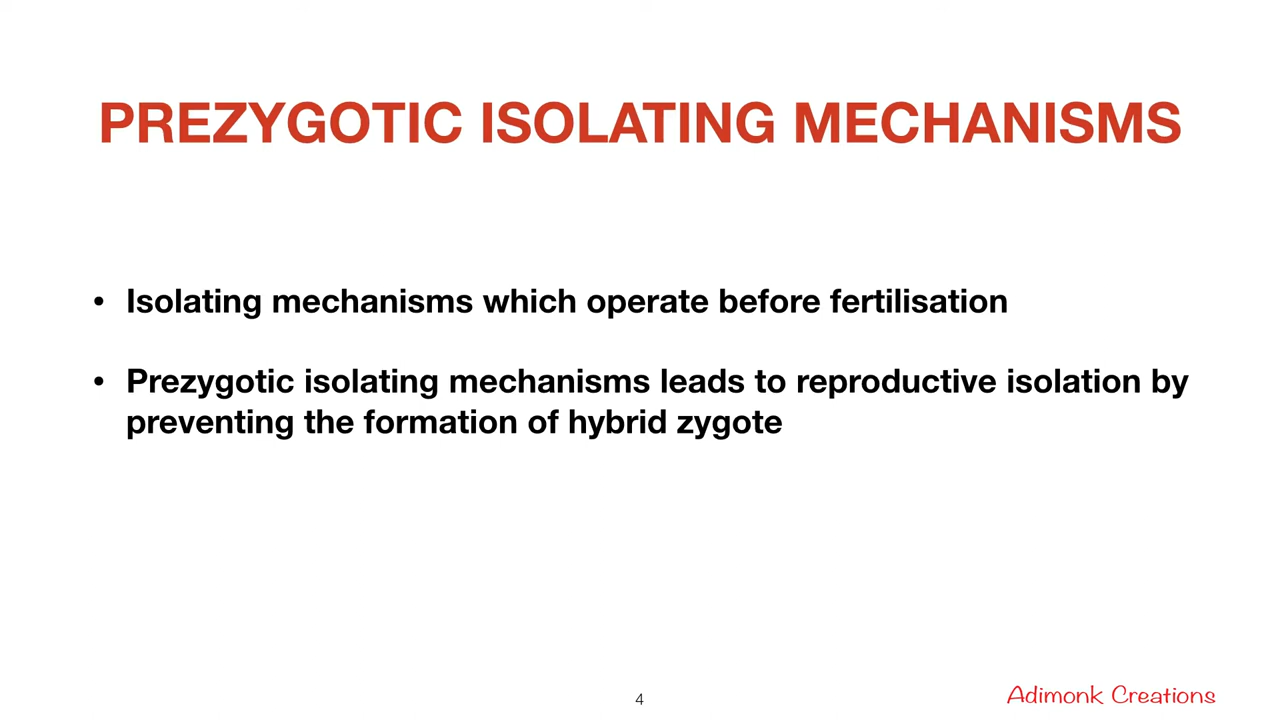 PREZYGOTIC ISOLATING MECHANISMS
• Isolating mechanisms which operate before fertilisation
• Prezygotic isolating mechanisms leads to reproductive isolation by
preventing the formation of hybrid zygote
4
Adimonk Creations